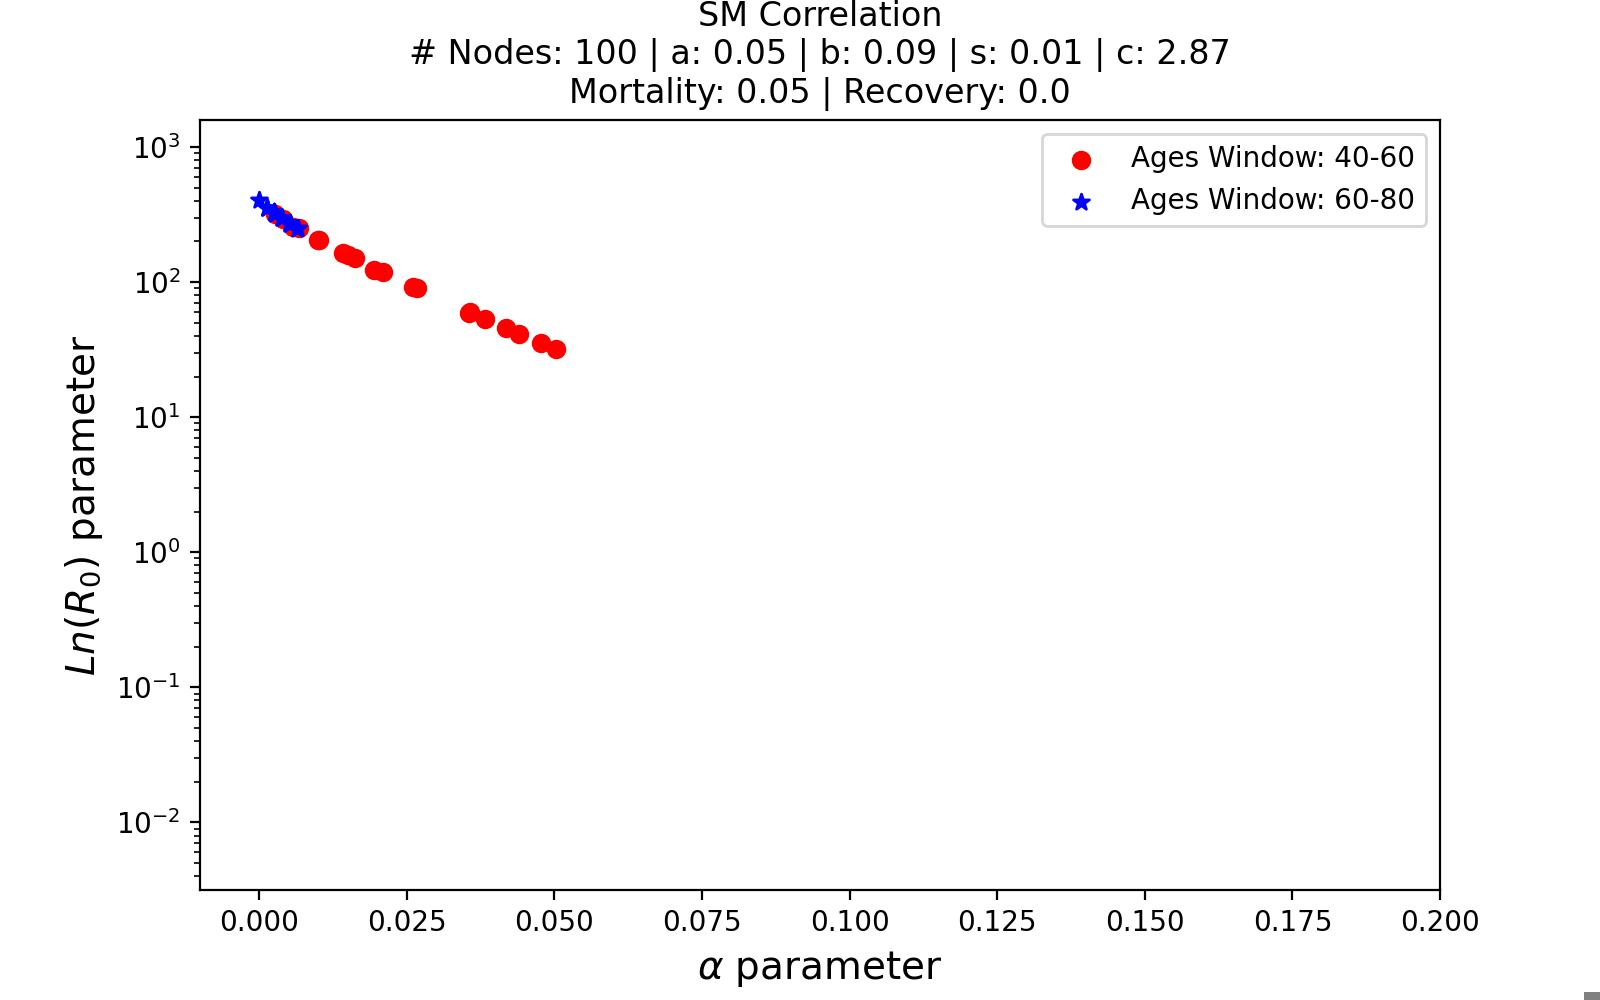 SM Correlation
# Nodes: 100 | a: 0.05 | b: 0.09 | s: 0.01 | c: 2.87
Mortality: 0.05 | Recovery: 0.0
Ages Window: 40-60
Ages Window: 60-80
10³
10²
10¹
10⁰
10⁻¹
10⁻²
Ln(R₀) parameter
0.000 0.025 0.050 0.075 0.100 0.125 0.150 0.175 0.200
α parameter